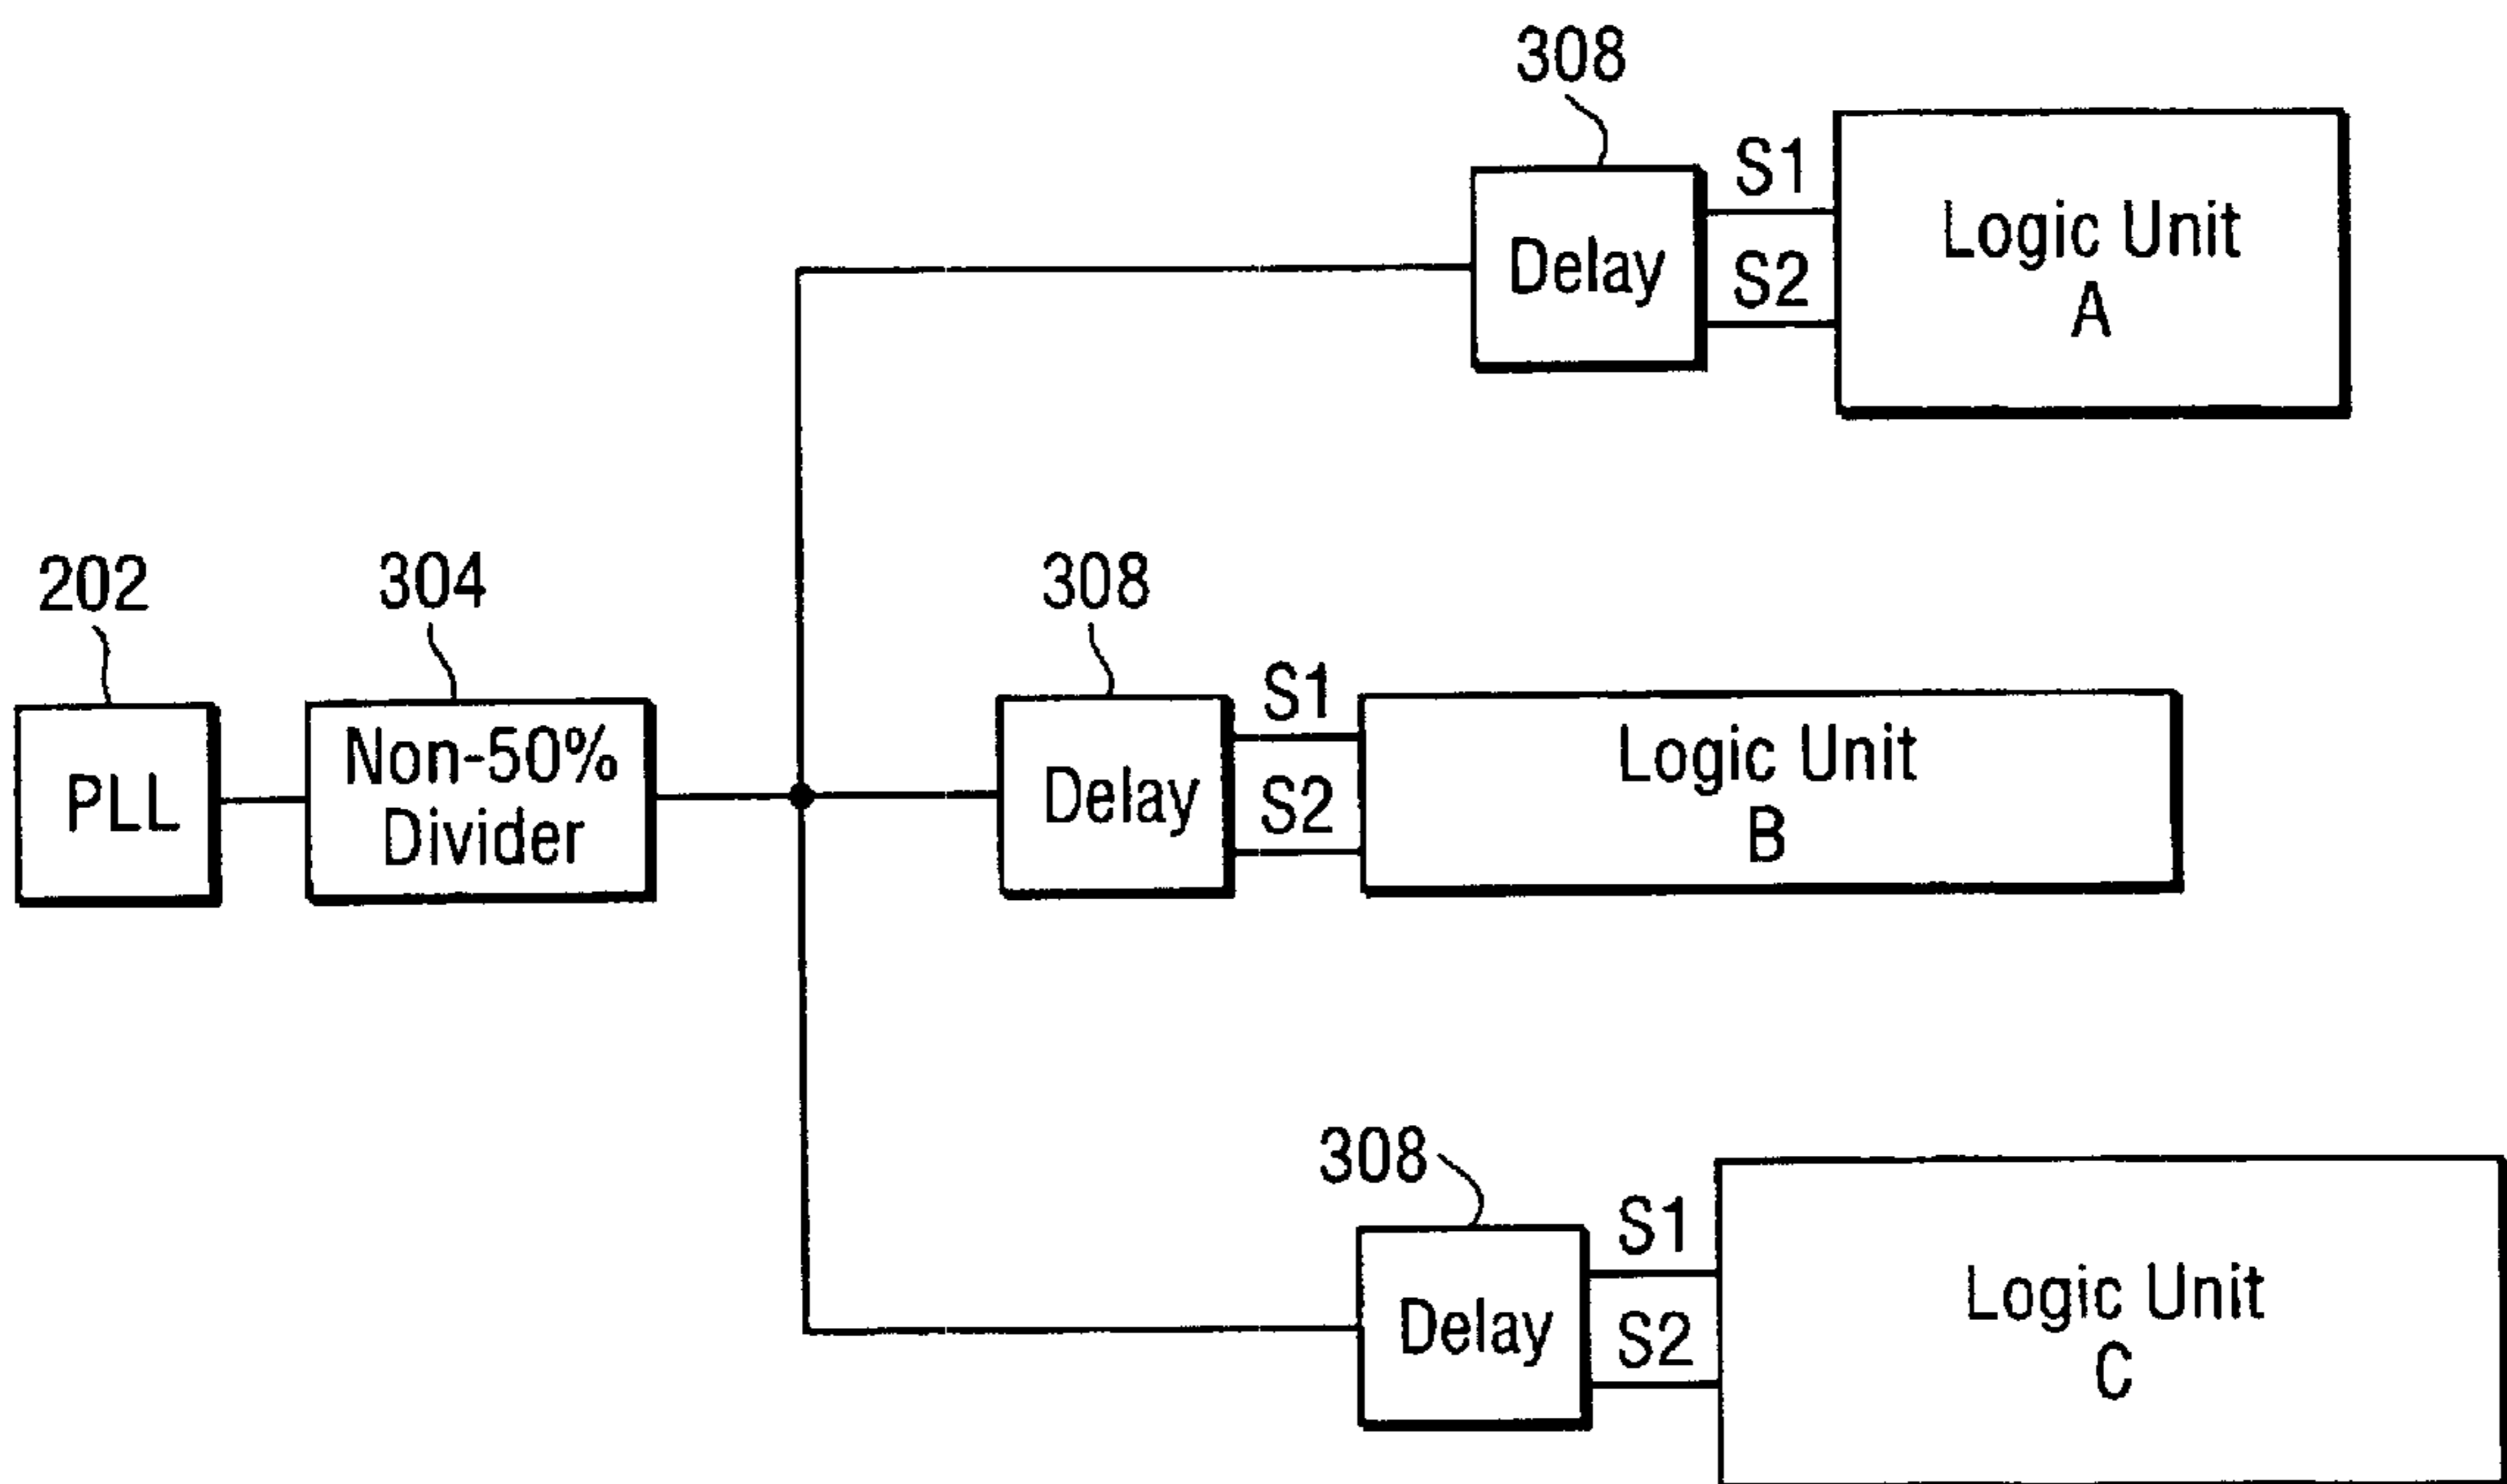 308
S1
Delay
S2
Logic Unit
A
202
304
308
PLL
Non-50%
Divider
Delay
S1
S2
Logic Unit
B
308
Delay
S1
S2
Logic Unit
C